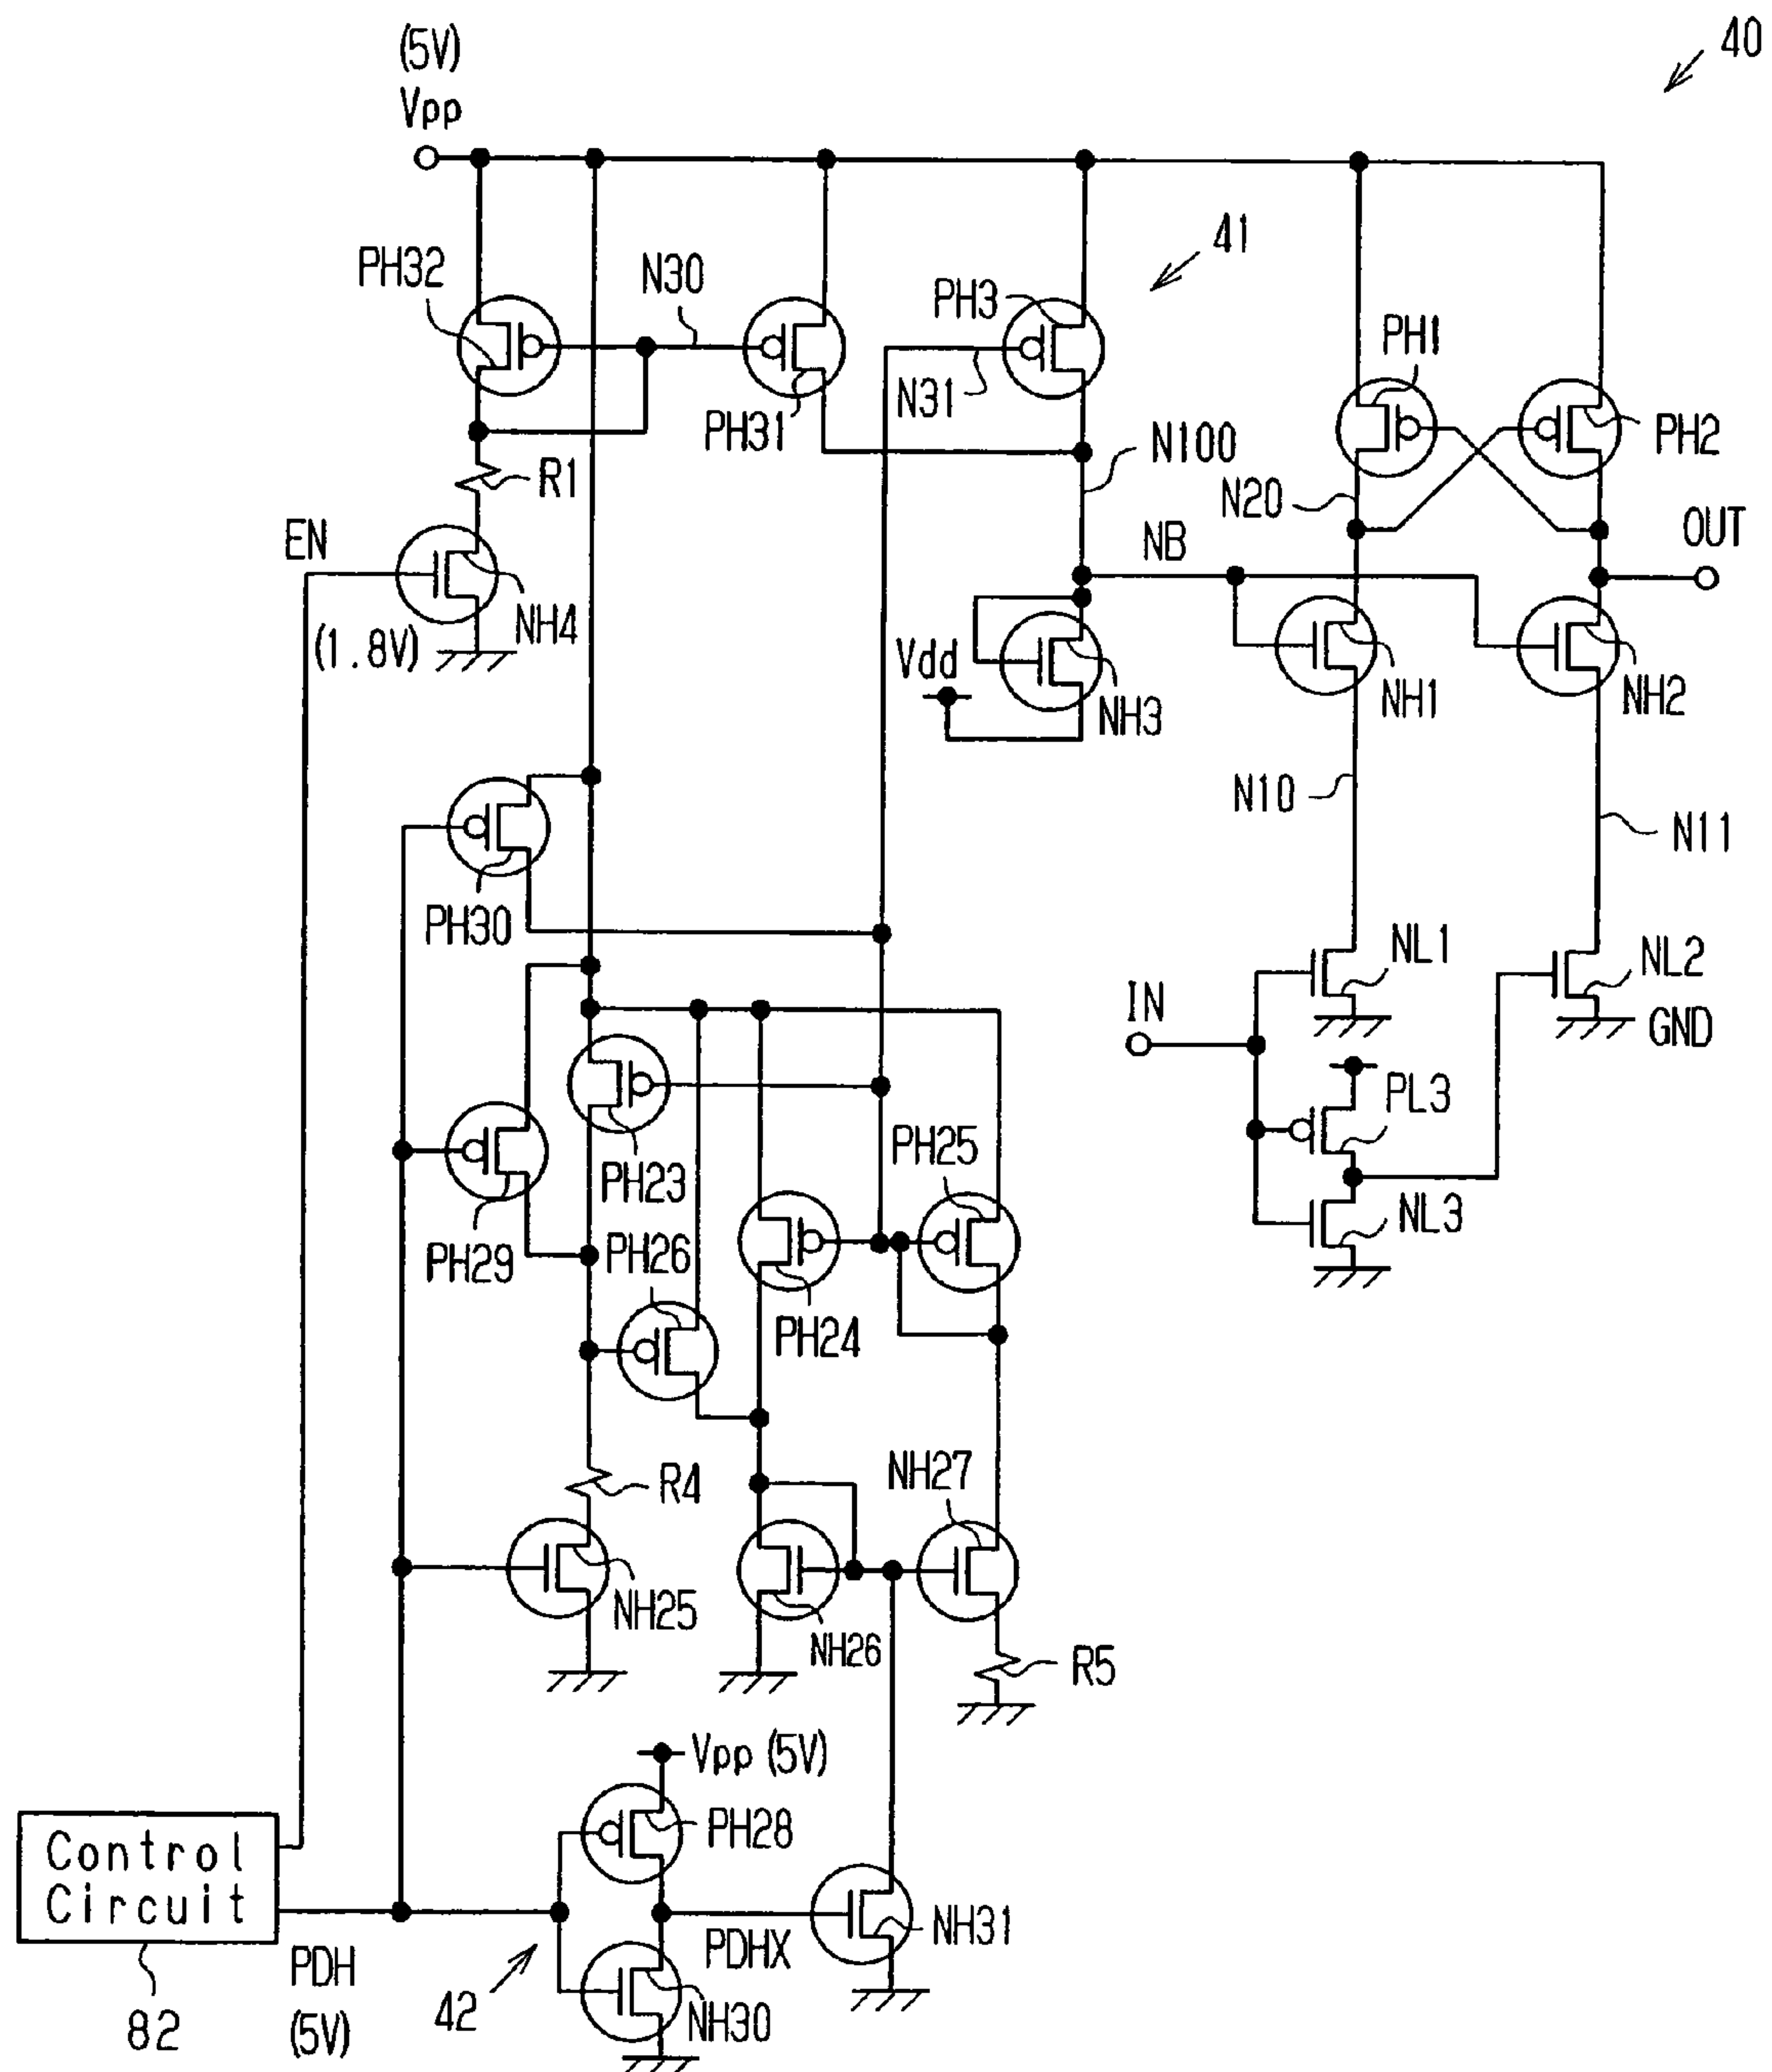 40
(5V)
Vpp
41
PH32
N30
PH3
PH1
N31
PH31
PH2
N100
R1
N20
EN
NB
OUT
NH4
(1.8V)
Vdd
NH3
NH1
NH2
N10
N11
PH30
NL1
NL2
IN
GND
PL3
PH25
PH23
NL3
PH26
PH29
PH24
NH27
R4
NH25
NH26
R5
Vpp (5V)
PH28
Control
Circuit
NH31
PDHX
PDH
(5V)
42
NH30
82